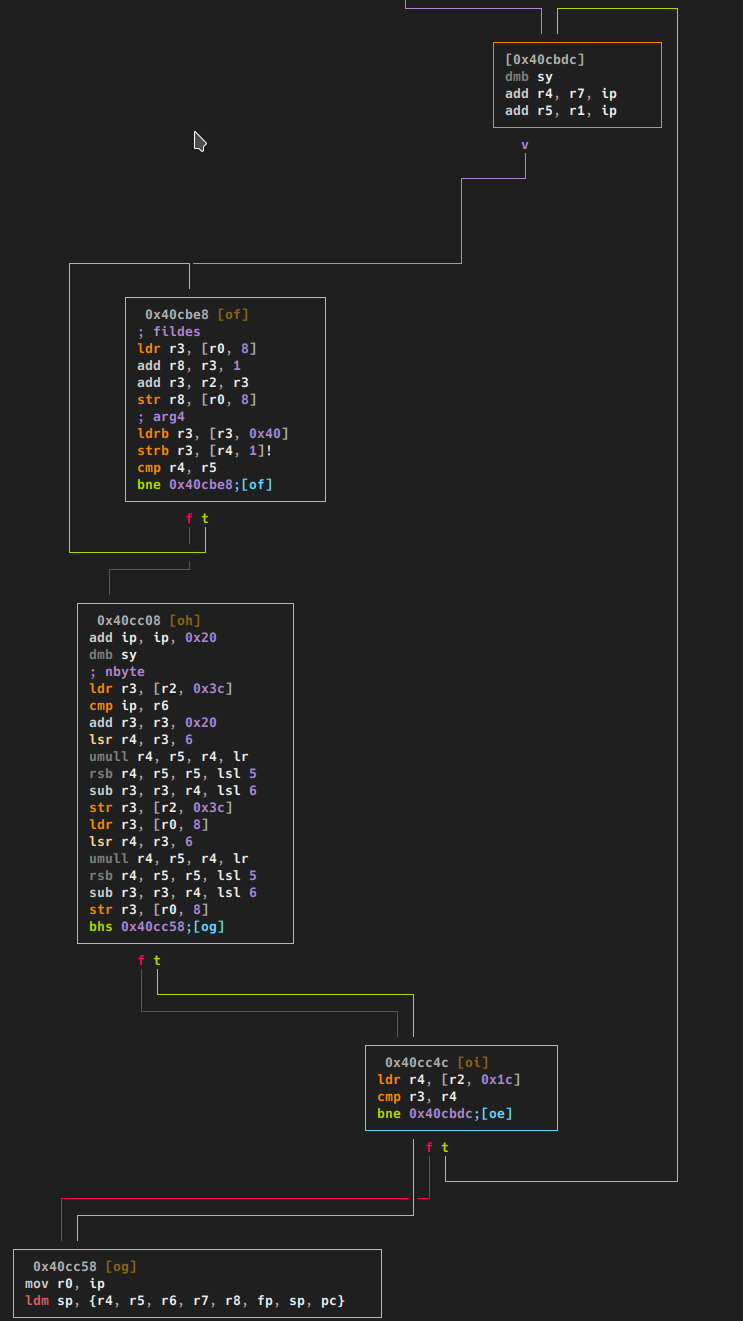 [0x40cbdc]
dmb sy
add r4, r7, ip
add r5, r1, ip
v
0x40cbe8 [of]
; fildes
ldr r3, [r0, 8]
add r8, r3, 1
add r3, r2, r3
str r8, [r0, 8]
; arg4
ldrb r3, [r3, 0x40]
strb r3, [r4, 1]!
cmp r4, r5
bne 0x40cbe8;[of]
f t
0x40cc08 [oh]
add ip, ip, 0x20
dmb sy
; nbyte
ldr r3, [r2, 0x3c]
cmp ip, r6
add r3, r3, 0x20
lsr r4, r3, 6
umull r4, r5, r4, lr
rsb r4, r5, r5, lsl 5
sub r3, r3, r4, lsl 6
str r3, [r2, 0x3c]
ldr r3, [r0, 8]
lsr r4, r3, 6
umull r4, r5, r4, lr
rsb r4, r5, r5, lsl 5
sub r3, r3, r4, lsl 6
str r3, [r0, 8]
bhs 0x40cc58;[og]
f t
0x40cc4c [oi]
ldr r4, [r2, 0x1c]
cmp r3, r4
bne 0x40cbdc;[oe]
f t
0x40cc58 [og]
mov r0, ip
ldm sp, {r4, r5, r6, r7, r8, fp, sp, pc}